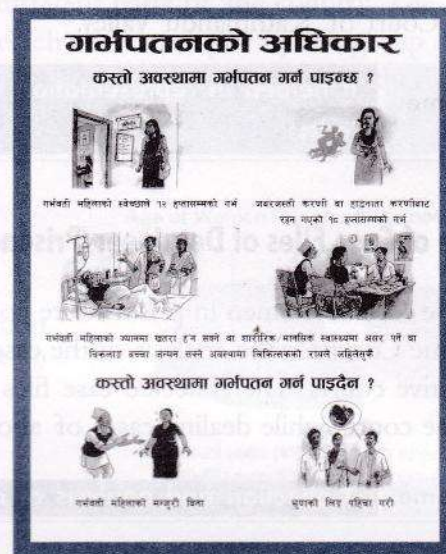 गर्भपतनको अधिकार
कस्तो अवस्थामा गर्भपतन गर्न पाइन्छ ?
गर्भवती महिलाको स्वेच्छाले १२ हप्तासम्मको गर्भ
जबरजस्ती करणी वा हाडनाता करणीबाट
रहन गएको १८ हप्तासम्मको गर्भ
गर्भवती महिलाको ज्यानमा खतरा हुन सक्ने वा शारीरिक, मानसिक स्वास्थ्यमा असर पर्ने वा
विकलाङ्ग बच्चा जन्मन सक्ने अवस्थामा चिकित्सकको रायले जहिलेसुकै
कस्तो अवस्थामा गर्भपतन गर्न पाइदैन ?
गर्भवती महिलाको मन्जुरी विना
भ्रुणको लिङ्ग पहिचान गरी